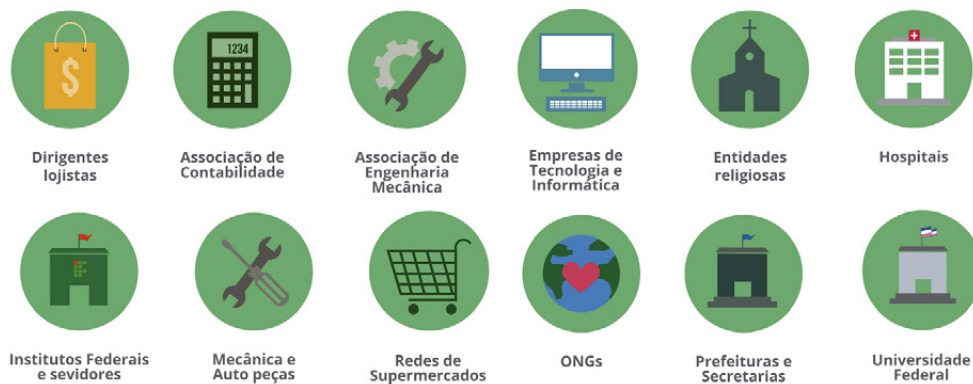 1234
Dirigentes
lojistas
Associação de
Contabilidade
Associação de
Engenharia
Mecânica
Empresas de
Tecnologia e
Informática
Entidades
religiosas
Hospitais
Institutos Federais
e sevidores
Mecânica e
Auto peças
Redes de
Supermercados
ONGs
Prefeituras e
Secretarias
Universidade
Federal